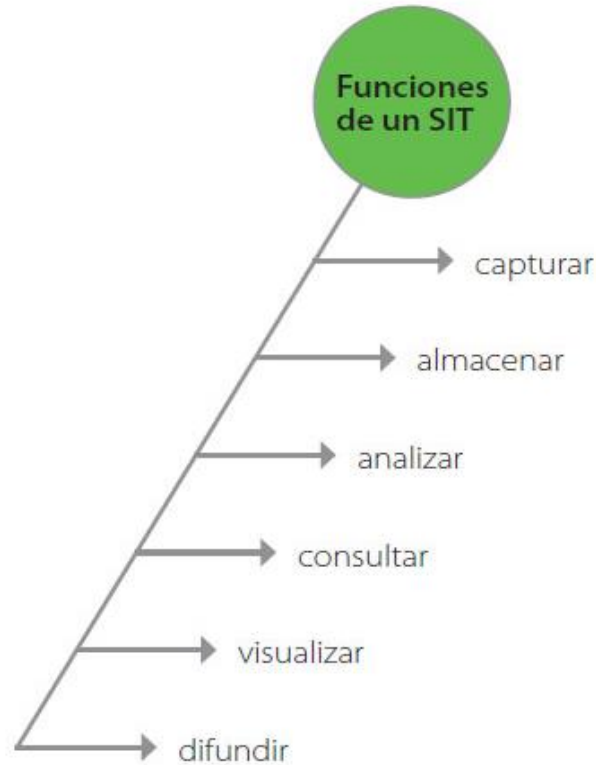 Funciones
de un SIT
capturar
almacenar
analizar
consultar
visualizar
difundir